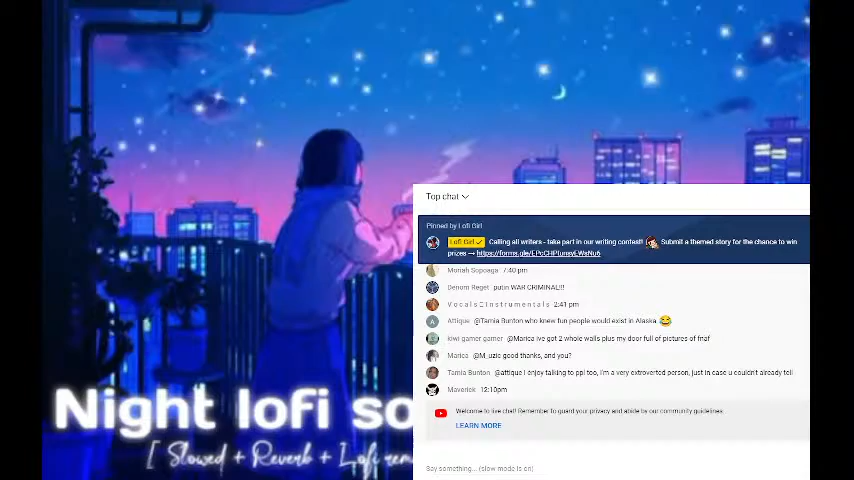 Top chat
Pinned by Lofi Girl
Lofi Girl Calling all writers - take part in our writing contest! Submit a themed story for the chance to win
prizes →
Moriah Sopoaga 7:40 pm
Denom Reget putin WAR CRIMINAL!!!
V o c a l s I n s t r u m e n t a l s 2:41 pm
A Attique @Tamia Bunton who knew fun people would exist in Alaska 😂
kiwi gamer gamer @Marica ive got 2 whole walls plus my door full of pictures of fnaf
Marica @M_uzic good thanks, and you?
Tamia Bunton @attique I enjoy talking to ppl too, I'm a very extroverted person, just in case u couldn't already tell
Maverick 12:10pm
Welcome to live chat! Remember to guard your privacy and abide by our community guidelines.
LEARN MORE
Say something... (slow mode is on)
Night lofi so
[ Slowed + Reverb + Lofi rem